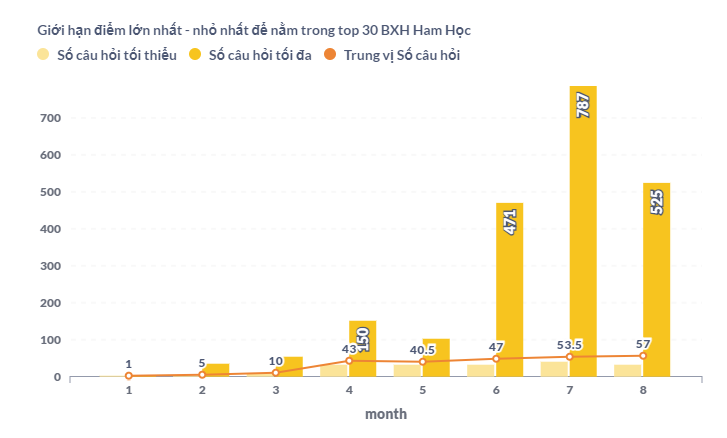 Giới hạn điểm lớn nhất - nhỏ nhất để nằm trong top 30 BXH Ham Học
Số câu hỏi tối thiểu Số câu hỏi tối đa Trung vị Số câu hỏi
700
600
500
400
300
200
100
0
1 5 10 43 150 40.5 47 471 53.5 787 57 525
1 2 3 4 5 6 7 8
month